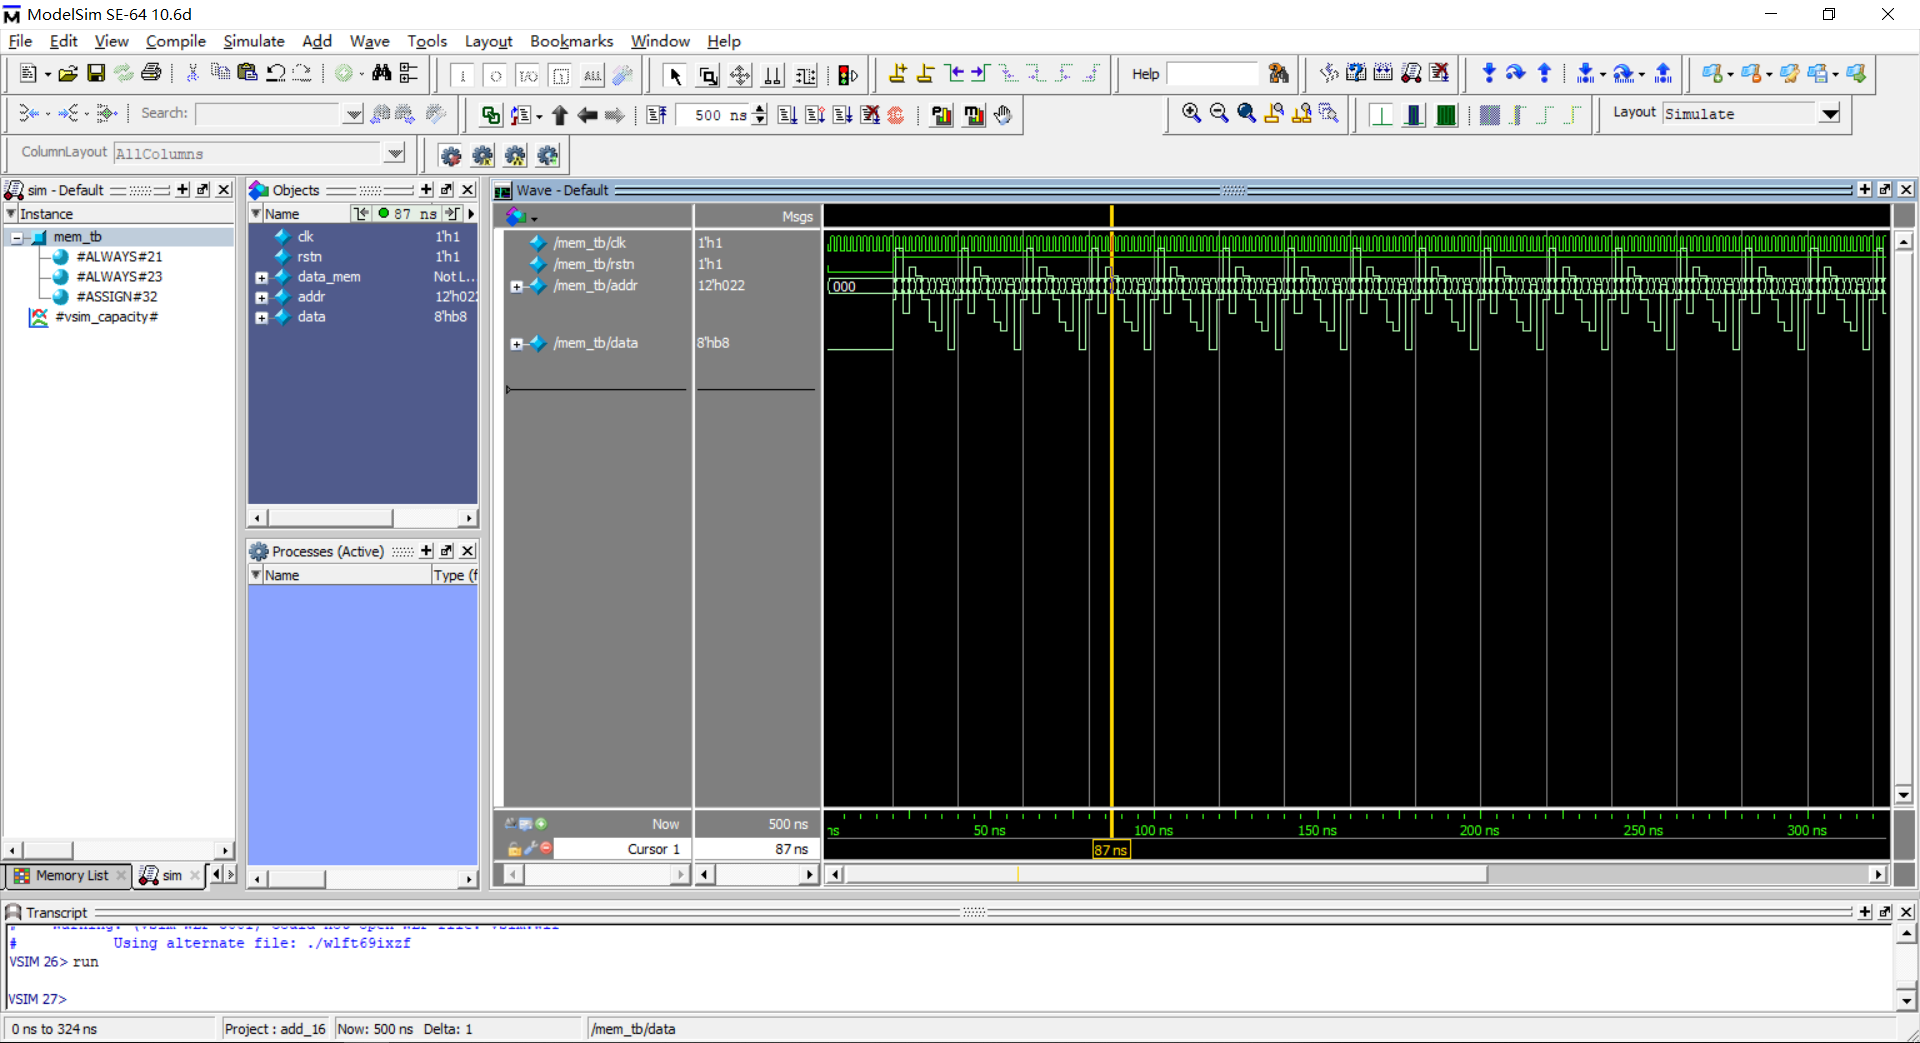 ModelSim SE-64 10.6d
File Edit View Compile Simulate Add Wave Tools Layout Bookmarks Window Help
I O I/O ALL Help
Search: 500 ns Layout Simulate
ColumnLayout AllColumns
sim - Default
Instance
mem_tb
#ALWAYS#21
#ALWAYS#23
#ASSIGN#32
#vsim_capacity#
Memory List sim
Objects
Name 87 ns
clk 1'h1
rstn 1'h1
data_mem Not L...
addr 12'h022
data 8'hb8
Processes (Active)
Name Type (f
Wave - Default
Msgs
/mem_tb/clk 1'h1
/mem_tb/rstn 1'h1
/mem_tb/addr 12'h022 000
/mem_tb/data 8'hb8
Now 500 ns
ns 50 ns 100 ns 150 ns 200 ns 250 ns 300 ns
Cursor 1 87 ns 87 ns
Transcript
# Using alternate file: ./wlft69ixzf
VSIM 26> run
VSIM 27>
0 ns to 324 ns Project : add_16 Now: 500 ns Delta: 1 /mem_tb/data